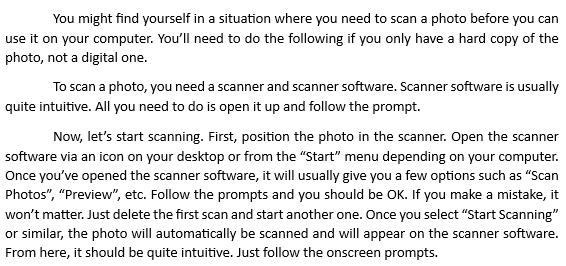 You might find yourself in a situation where you need to scan a photo before you can
use it on your computer. You’ll need to do the following if you only have a hard copy of the
photo, not a digital one.
To scan a photo, you need a scanner and scanner software. Scanner software is usually
quite intuitive. All you need to do is open it up and follow the prompt.
Now, let’s start scanning. First, position the photo in the scanner. Open the scanner
software via an icon on your desktop or from the “Start” menu depending on your computer.
Once you’ve opened the scanner software, it will usually give you a few options such as “Scan
Photos”, “Preview”, etc. Follow the prompts and you should be OK. If you make a mistake, it
won’t matter. Just delete the first scan and start another one. Once you select “Start Scanning”
or similar, the photo will automatically be scanned and will appear on the scanner software.
From here, it should be quite intuitive. Just follow the onscreen prompts.